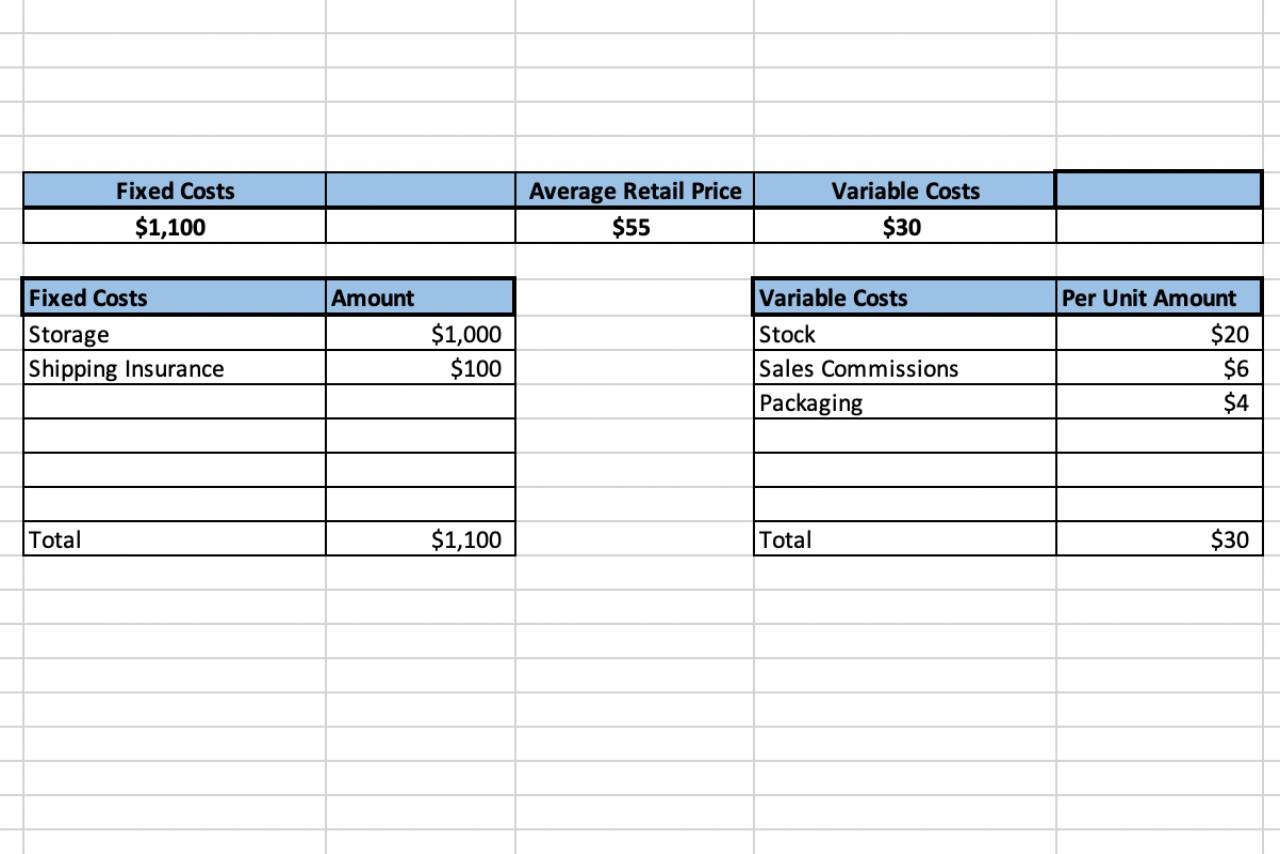 Fixed Costs Average Retail Price Variable Costs
$1,100 $55 $30
Fixed Costs Amount Variable Costs Per Unit Amount
Storage $1,000 Stock $20
Shipping Insurance $100 Sales Commissions $6
Packaging $4
Total $1,100 Total $30